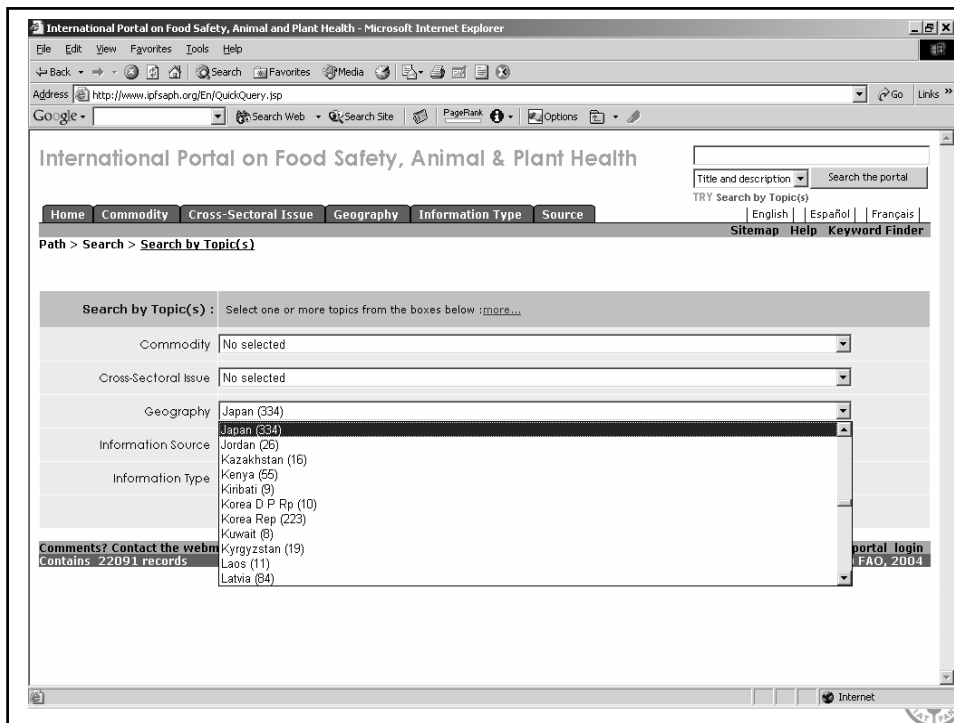 International Portal on Food Safety, Animal and Plant Health - Microsoft Internet Explorer
File Edit View Favorites Tools Help
Back Search Favorites Media
Address http://www.ipfsaph.org/En/QuickQuery.jsp Go Links »
Google Search Web Search Site PageRank Options
International Portal on Food Safety, Animal & Plant Health
Title and description Search the portal
TRY Search by Topic(s)
Home Commodity Cross-Sectoral Issue Geography Information Type Source | English | | Español | | Français |
Sitemap Help Keyword Finder
Path > Search > Search by Topic(s)
Search by Topic(s) : Select one or more topics from the boxes below :more...
Commodity No selected
Cross-Sectoral Issue No selected
Geography Japan (334)
Japan (334)
Information Source Jordan (26)
Kazakhstan (16)
Information Type Kenya (55)
Kiribati (9)
Korea D P Rp (10)
Korea Rep (223)
Kuwait (8)
Comments? Contact the webm Kyrgyzstan (19) portal login
Contains 22091 records Laos (11) FAO, 2004
Latvia (84)
Internet